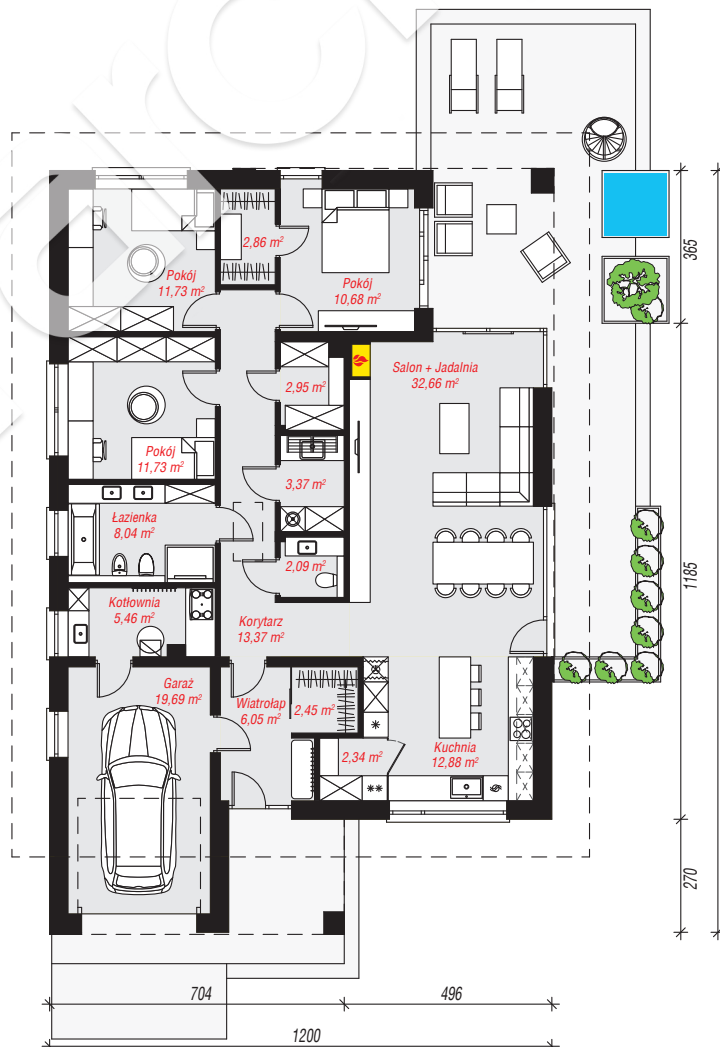 2,86 m²
Pokój
11,73 m²
Pokój
10,68 m²
365
Salon + Jadalnia
32,66 m²
2,95 m²
Pokój
11,73 m²
3,37 m²
Łazienka
8,04 m²
2,09 m²
1185
Kotłownia
5,46 m²
Korytarz
13,37 m²
Garaż
19,69 m²
Wiatrołap
6,05 m²
2,45 m²
2,34 m²
Kuchnia
12,88 m²
270
704
496
1200